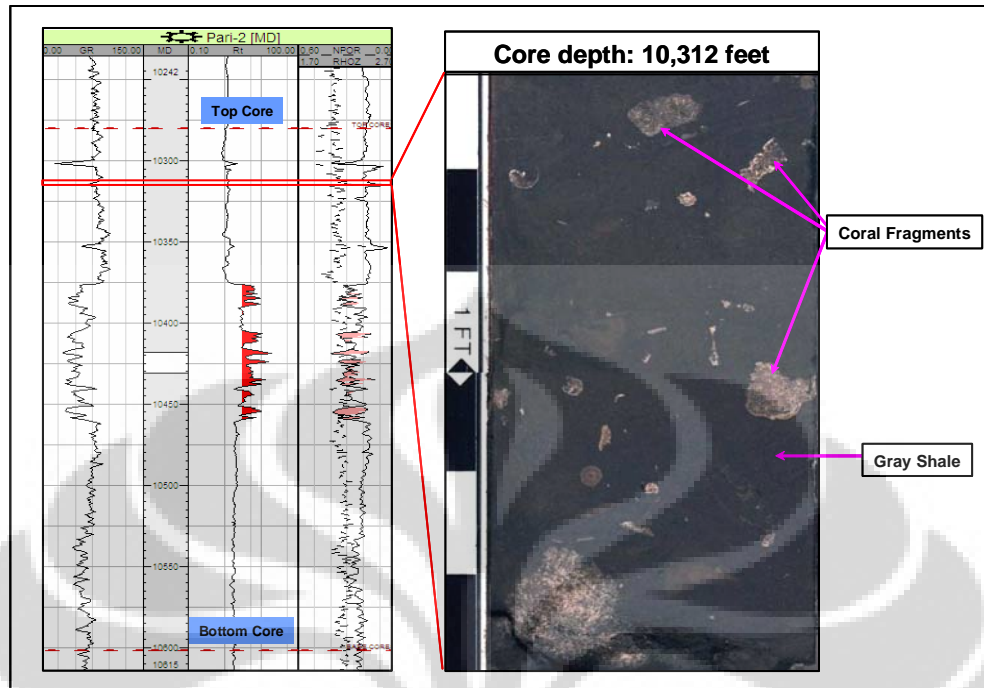 Pari-2 [MD]
0.00 GR 150.00 MD 0.10 Rt 100.00 0.60 NPOR 0.0
1.70 RHOZ 2.7
Core depth: 10,312 feet
10242
Top Core
TOP CORE
10300
Coral Fragments
10350
1 FT
10400
10450
Gray Shale
10500
10550
Bottom Core
10600
10615